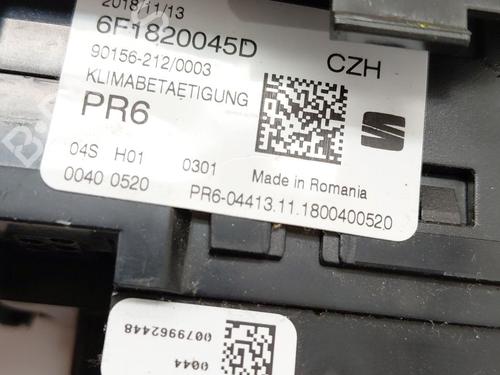 2018/11/13
6F1820045D
90156-212/0003
CZH
KLIMABETAETIGUNG
PR6
04S H01 0301
Made in Romania
0040 0520
PR6-04413.11.1800400520
0079962448
0044